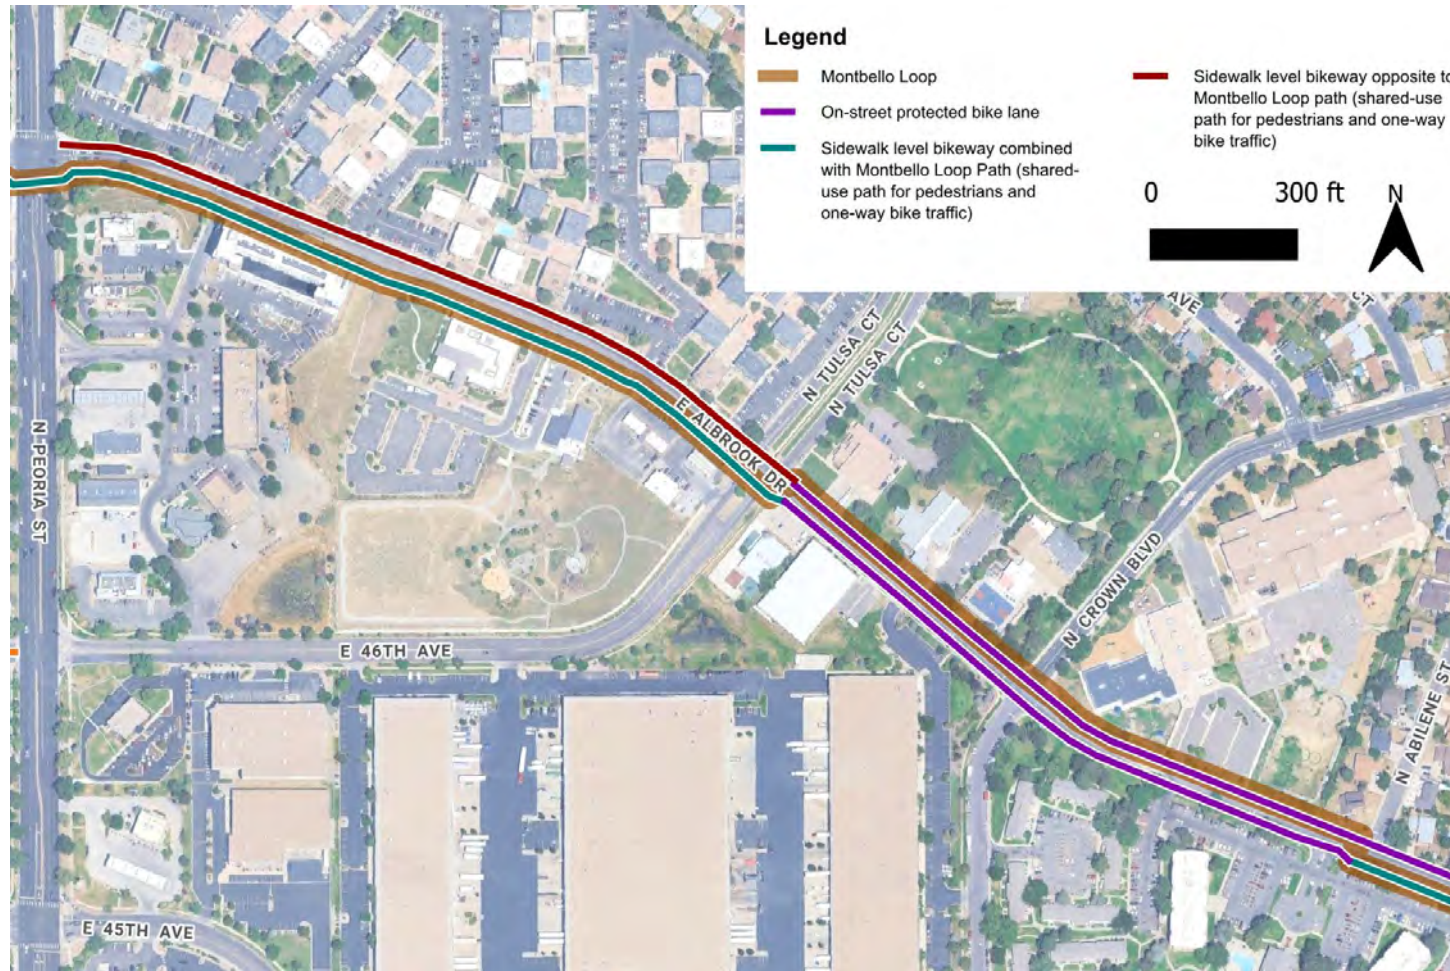 Legend
Montbello Loop
On-street protected bike lane
Sidewalk level bikeway combined
with Montbello Loop Path (shared-
use path for pedestrians and
one-way bike traffic)
Sidewalk level bikeway opposite to
Montbello Loop path (shared-use
path for pedestrians and one-way
bike traffic)
0 300 ft N
AVE
CT
N TULSA CT
N TULSA CT
E ALBROOK DR
N PEORIA ST
N CROWN BLVD
E 46TH AVE
N ABILENE ST
E 45TH AVE